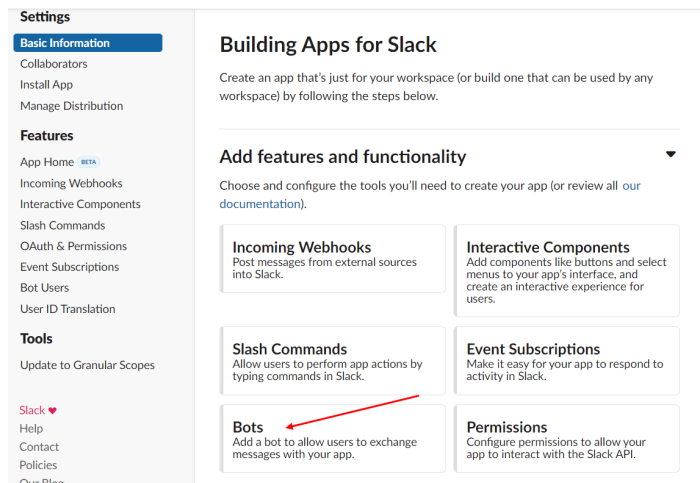 Settings
Basic Information
Collaborators
Install App
Manage Distribution
Features
App Home BETA
Incoming Webhooks
Interactive Components
Slash Commands
OAuth & Permissions
Event Subscriptions
Bot Users
User ID Translation
Tools
Update to Granular Scopes
Slack ♥
Help
Contact
Policies
Our Blog
Building Apps for Slack
Create an app that's just for your workspace (or build one that can be used by any
workspace) by following the steps below.
Add features and functionality
Choose and configure the tools you'll need to create your app (or review all our
documentation).
Incoming Webhooks
Post messages from external sources
into Slack.
Interactive Components
Add components like buttons and select
menus to your app's interface, and
create an interactive experience for
users.
Slash Commands
Allow users to perform app actions by
typing commands in Slack.
Event Subscriptions
Make it easy for your app to respond to
activity in Slack.
Bots
Add a bot to allow users to exchange
messages with your app.
Permissions
Configure permissions to allow your
app to interact with the Slack API.